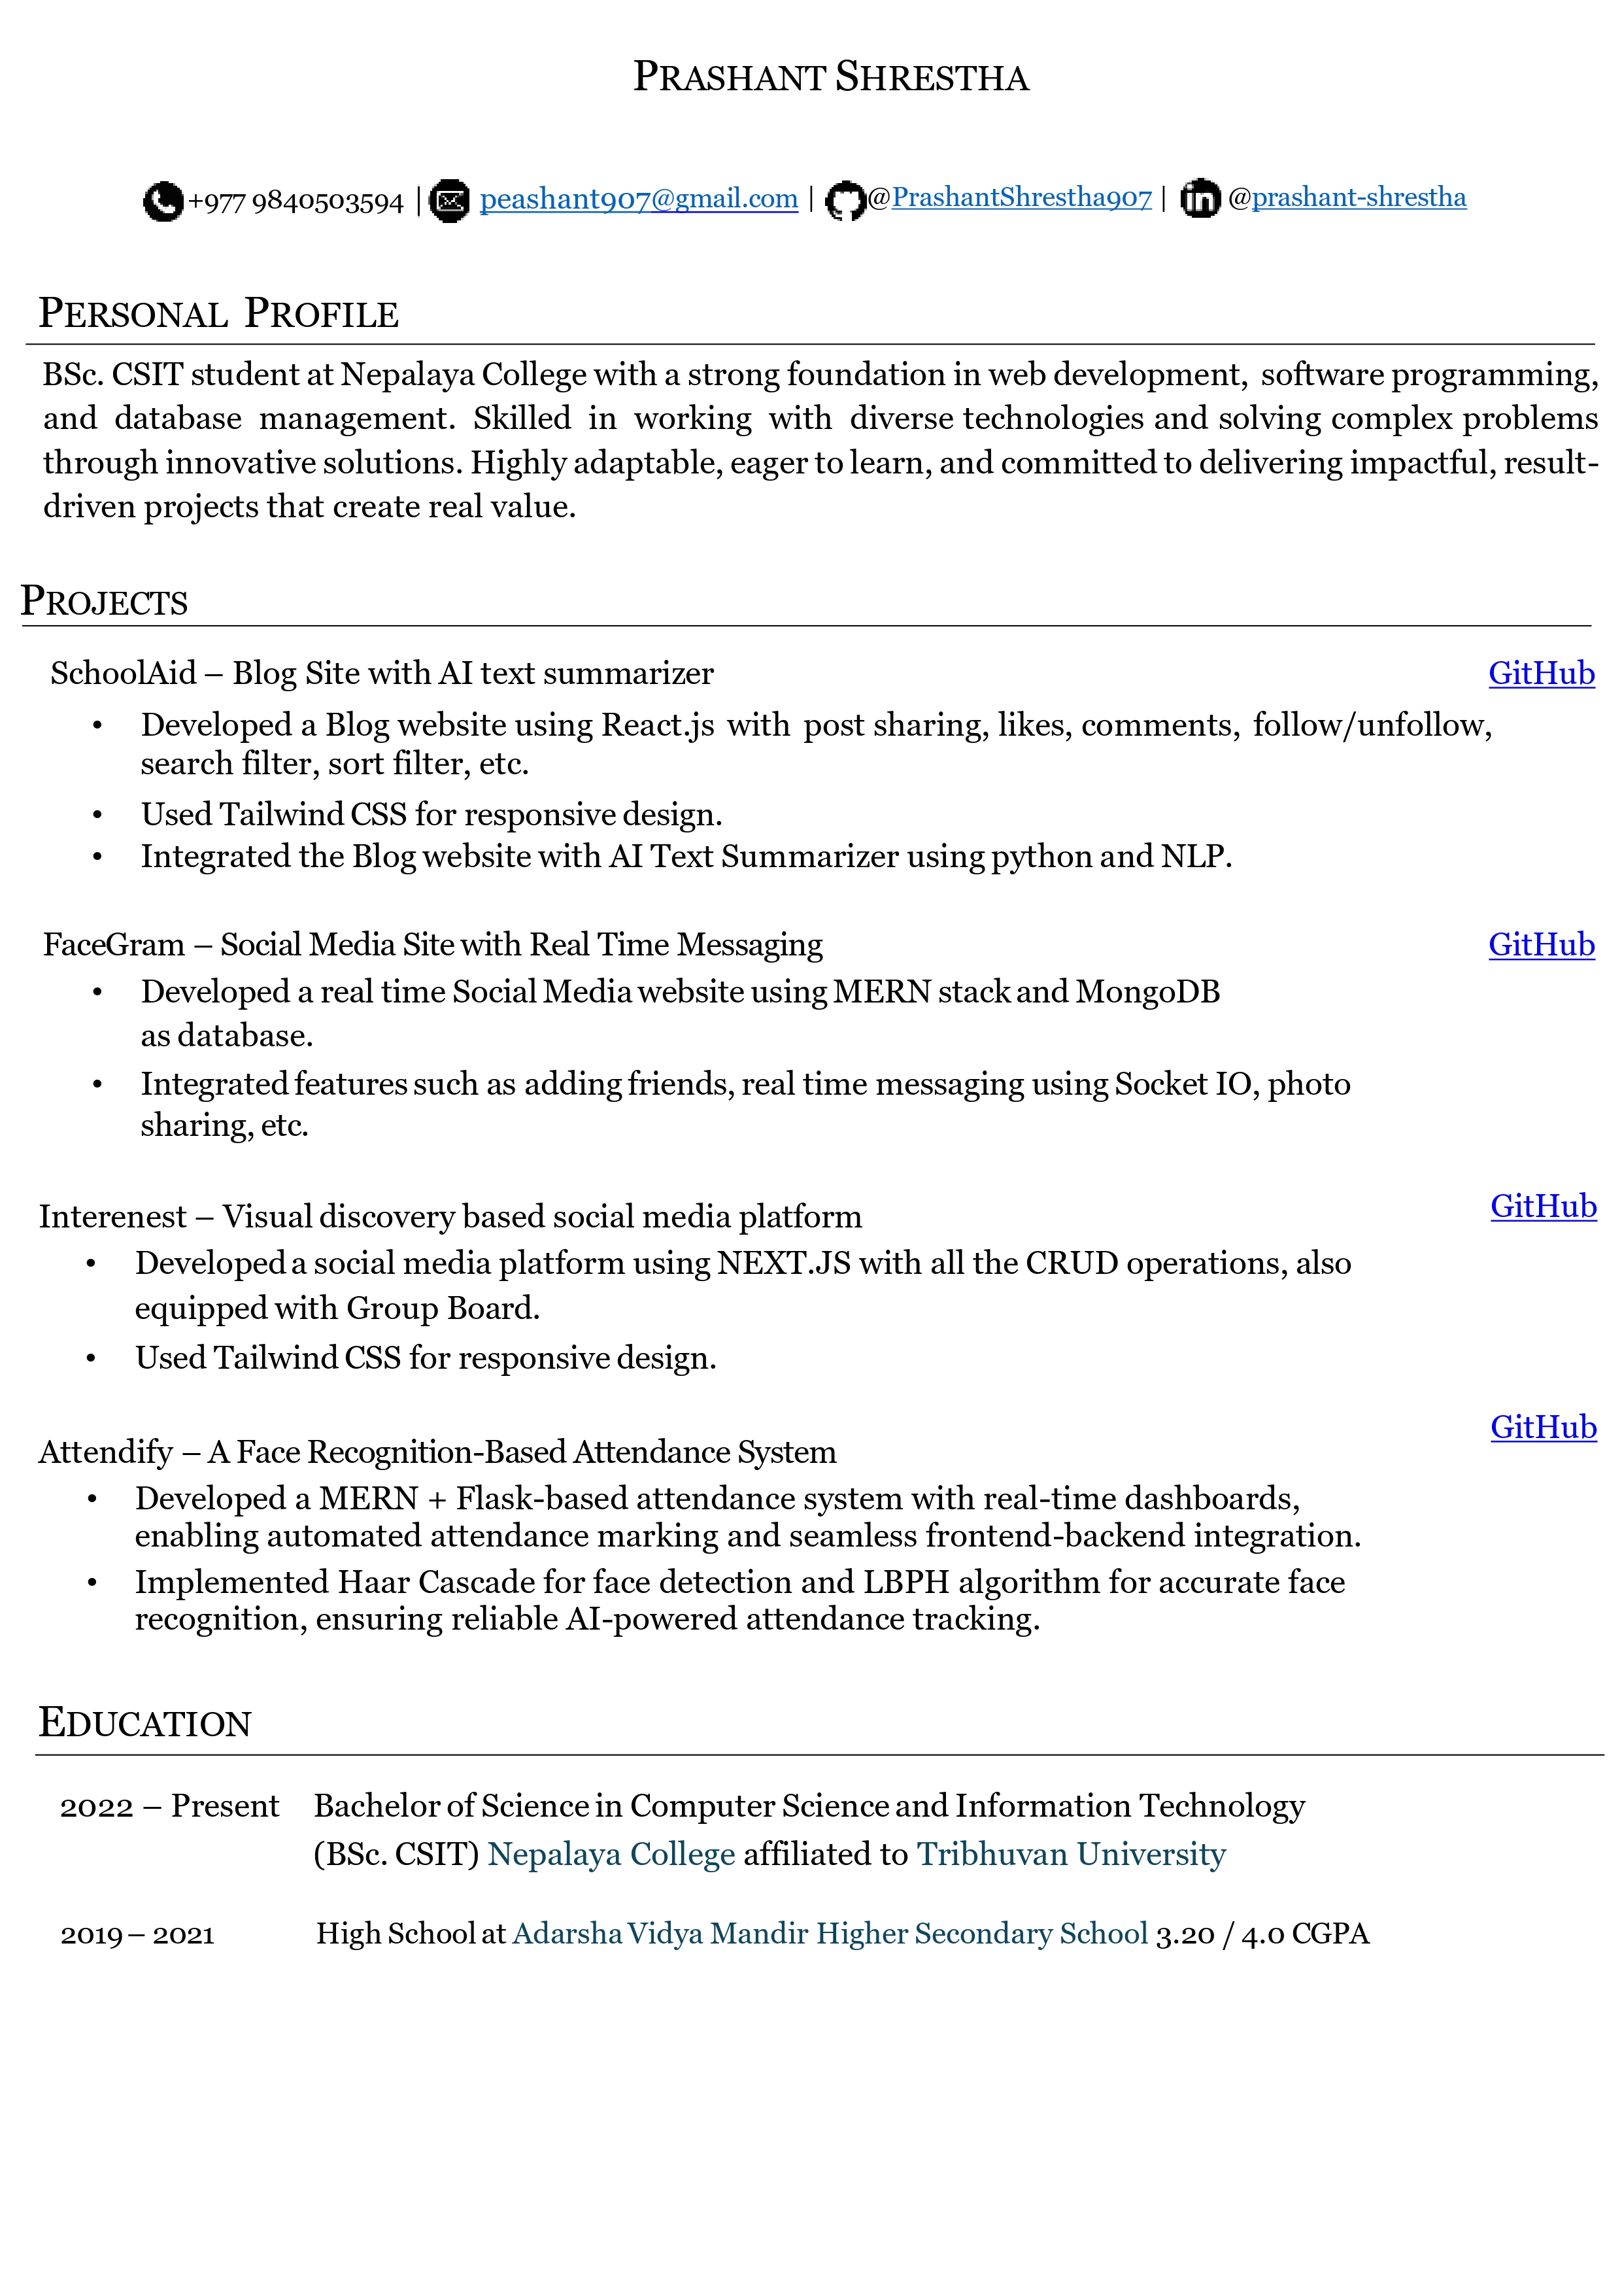 PRASHANT SHRESTHA
+977 9840503594 | peashant907@gmail.com | @PrashantShrestha907 | @prashant-shrestha
PERSONAL PROFILE
BSc. CSIT student at Nepalaya College with a strong foundation in web development, software programming,
and database management. Skilled in working with diverse technologies and solving complex problems
through innovative solutions. Highly adaptable, eager to learn, and committed to delivering impactful, result-
driven projects that create real value.
PROJECTS
SchoolAid – Blog Site with AI text summarizer GitHub
• Developed a Blog website using React.js with post sharing, likes, comments, follow/unfollow,
search filter, sort filter, etc.
• Used Tailwind CSS for responsive design.
• Integrated the Blog website with AI Text Summarizer using python and NLP.
FaceGram – Social Media Site with Real Time Messaging GitHub
• Developed a real time Social Media website using MERN stack and MongoDB
as database.
• Integrated features such as adding friends, real time messaging using Socket IO, photo
sharing, etc.
Interenest – Visual discovery based social media platform GitHub
• Developed a social media platform using NEXT.JS with all the CRUD operations, also
equipped with Group Board.
• Used Tailwind CSS for responsive design.
Attendify – A Face Recognition-Based Attendance System GitHub
• Developed a MERN + Flask-based attendance system with real-time dashboards,
enabling automated attendance marking and seamless frontend-backend integration.
• Implemented Haar Cascade for face detection and LBPH algorithm for accurate face
recognition, ensuring reliable AI-powered attendance tracking.
EDUCATION
2022 – Present Bachelor of Science in Computer Science and Information Technology
(BSc. CSIT) Nepalaya College affiliated to Tribhuvan University
2019 – 2021 High School at Adarsha Vidya Mandir Higher Secondary School 3.20 / 4.0 CGPA